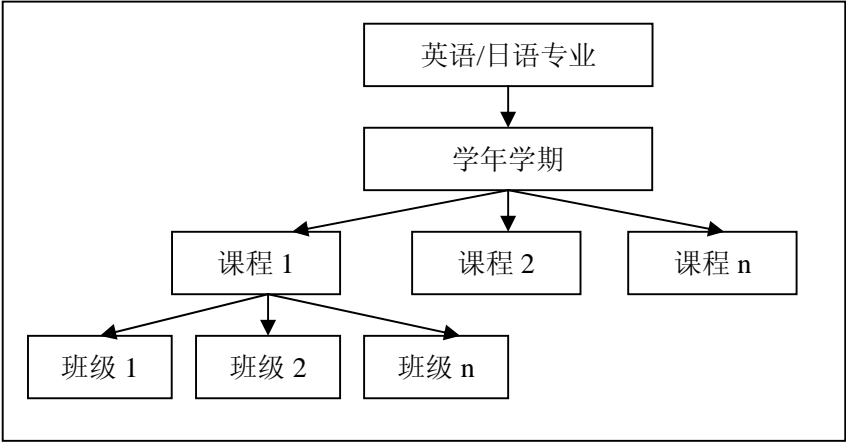 英语/日语专业
学年学期
课程 1
课程 2
课程 n
班级 1
班级 2
班级 n